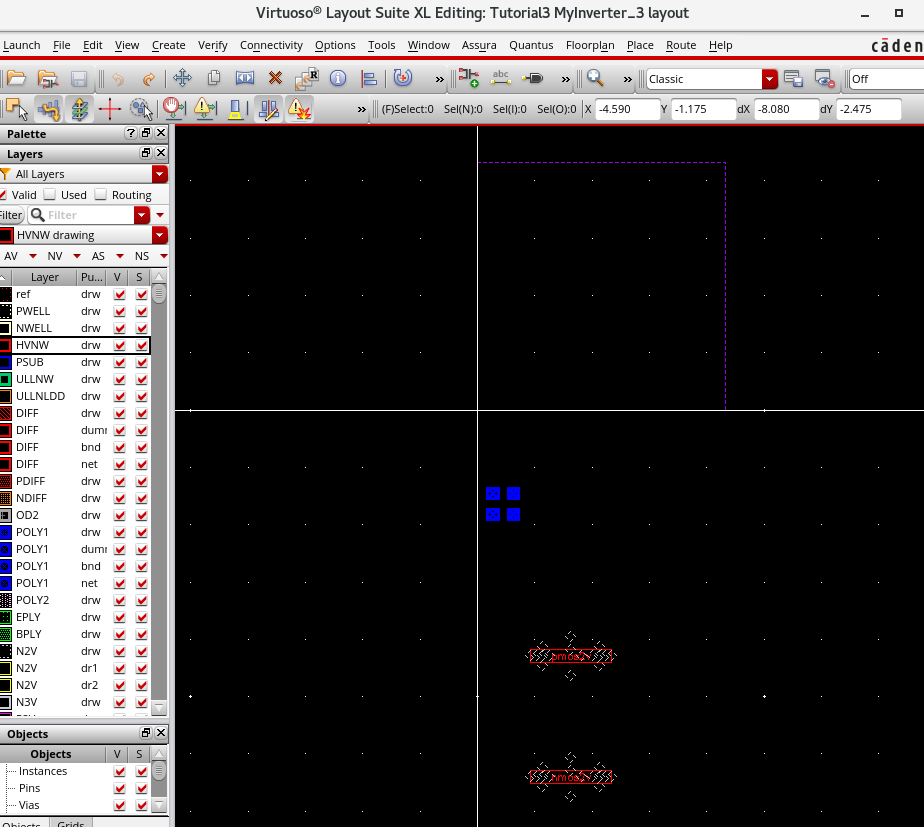 Virtuoso® Layout Suite XL Editing: Tutorial3 MyInverter_3 layout
Launch File Edit View Create Verify Connectivity Options Tools Window Assura Quantus Floorplan Place Route Help cāden
abc » » » Classic Off
» (F)Select:0 Sel(N):0 Sel(I):0 Sel(O):0 X -4.590 Y -1.175 dX -8.080 dY -2.475
Palette ?
Layers
All Layers
Valid Used Routing
Filter Filter
HVNW drawing
AV NV AS NS
Layer Pu... V S
ref drw
PWELL drw
NWELL drw
HVNW drw
PSUB drw
ULLNW drw
ULLNLDD drw
DIFF drw
DIFF dumr
DIFF bnd
DIFF net
PDIFF drw
NDIFF drw
OD2 drw
POLY1 drw
POLY1 dumr
POLY1 bnd
POLY1 net
POLY2 drw
EPLY drw
BPLY drw
N2V drw
N2V dr1
N2V dr2
N3V drw
Objects
Objects V S
Instances
Pins
Vias
Objects Grids